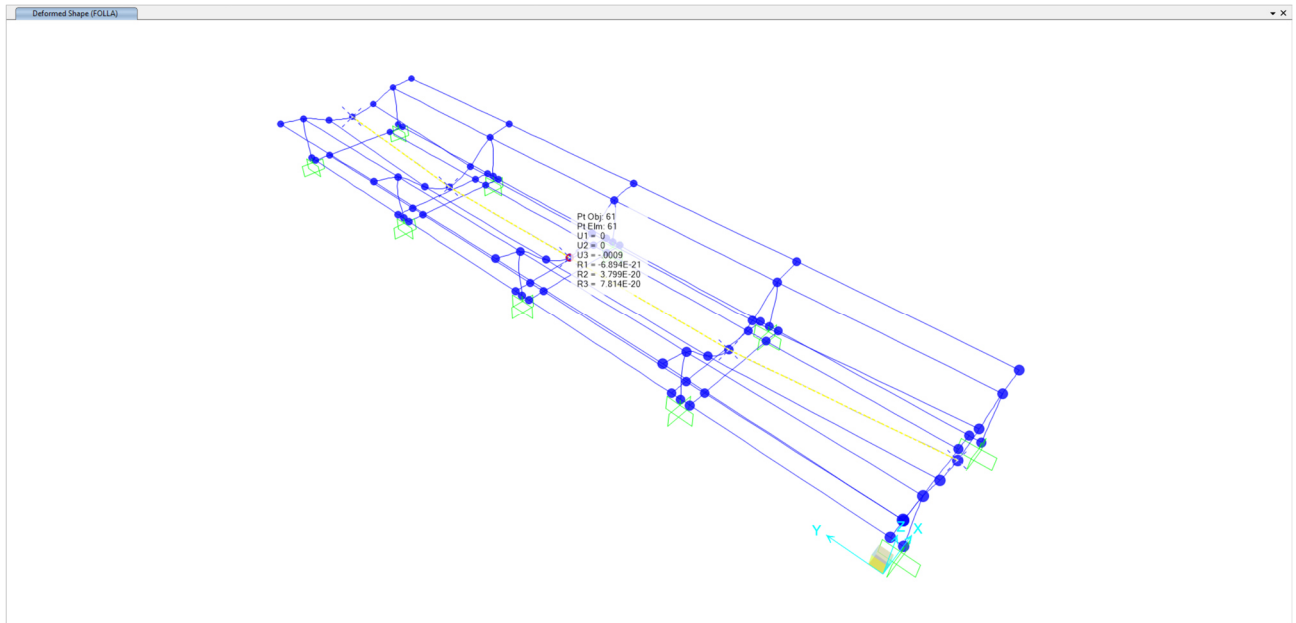 Deformed Shape (FOLLA)
Pt Obj: 61
Pt Elm: 61
U1 = 0
U2 = 0
U3 = -.0009
R1 = -6.894E-21
R2 = 3.799E-20
R3 = 7.814E-20
Y
Z
X